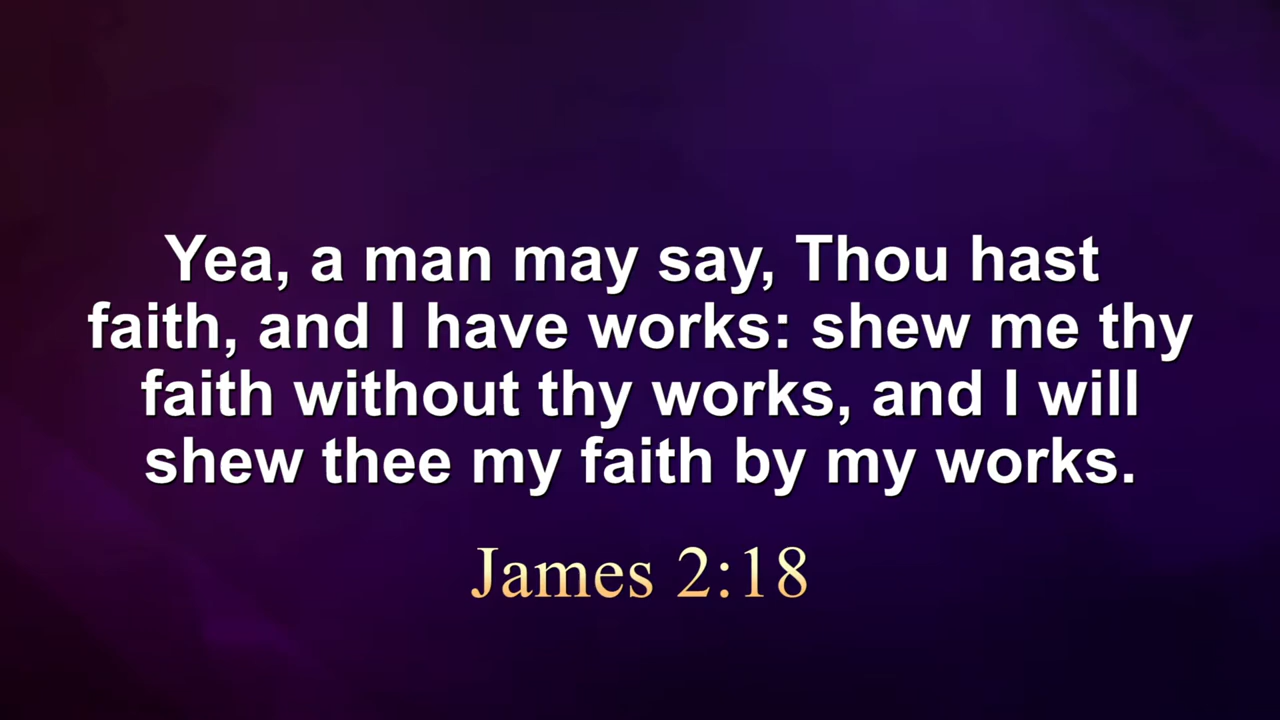 Yea, a man may say, Thou hast
faith, and I have works: shew me thy
faith without thy works, and I will
shew thee my faith by my works.
James 2:18